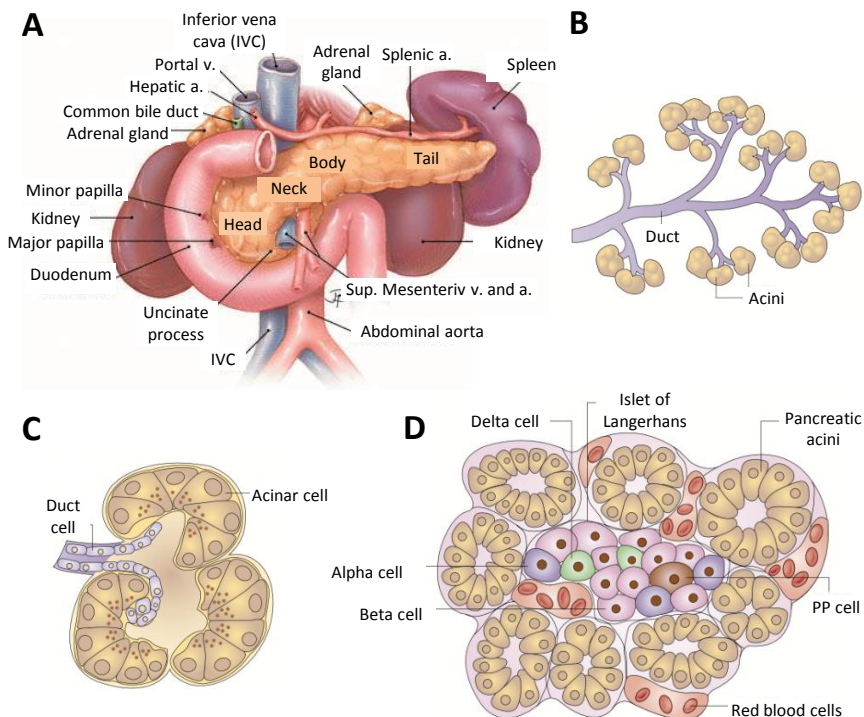 A
Inferior vena
cava (IVC)
Portal v.
Hepatic a.
Common bile duct
Adrenal gland
Adrenal
gland
Splenic a.
Spleen
Body
Tail
Neck
Head
Minor papilla
Kidney
Major papilla
Duodenum
Kidney
Uncinate
process
Sup. Mesenteriv v. and a.
Abdominal aorta
IVC
B
Duct
Acini
C
Duct
cell
Acinar cell
D
Delta cell
Islet of
Langerhans
Pancreatic
acini
Alpha cell
Beta cell
PP cell
Red blood cells